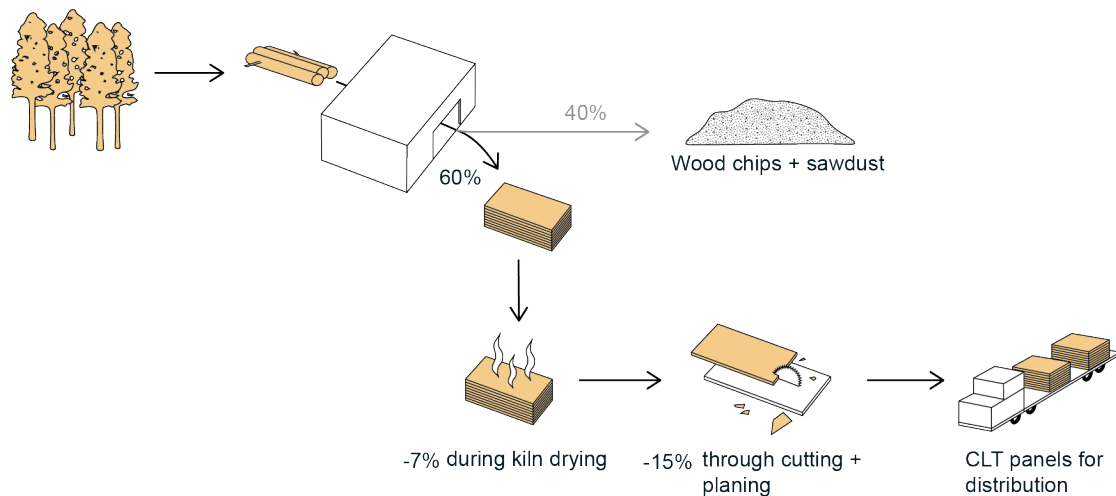 40%
Wood chips + sawdust
60%
-7% during kiln drying
-15% through cutting +
planing
CLT panels for
distribution